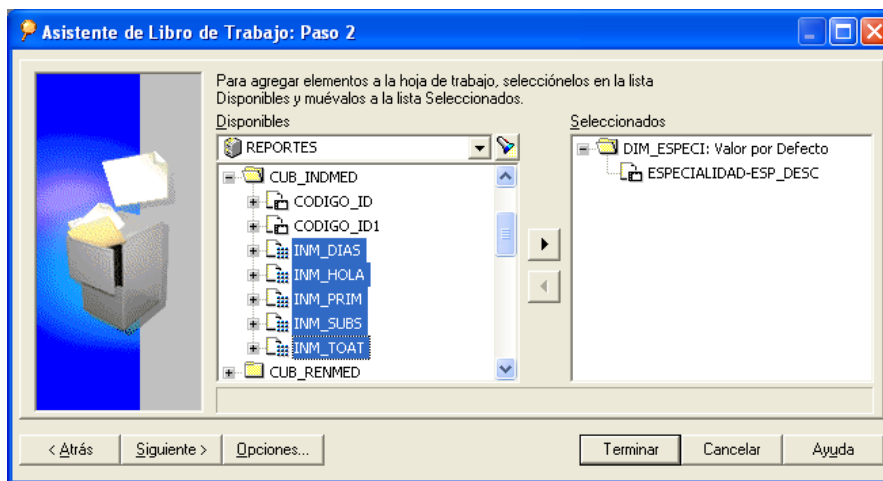 Asistente de Libro de Trabajo: Paso 2
Para agregar elementos a la hoja de trabajo, selecciónelos en la lista
Disponibles y muévalos a la lista Seleccionados.
Disponibles
REPORTES
CUB_INDMED
CODIGO_ID
CODIGO_ID1
INM_DIAS
INM_HOLA
INM_PRIM
INM_SUBS
INM_TOAT
CUB_RENMED
Seleccionados
DIM_ESPECI: Valor por Defecto
ESPECIALIDAD-ESP_DESC
< Atrás
Siguiente >
Opciones...
Terminar
Cancelar
Ayuda